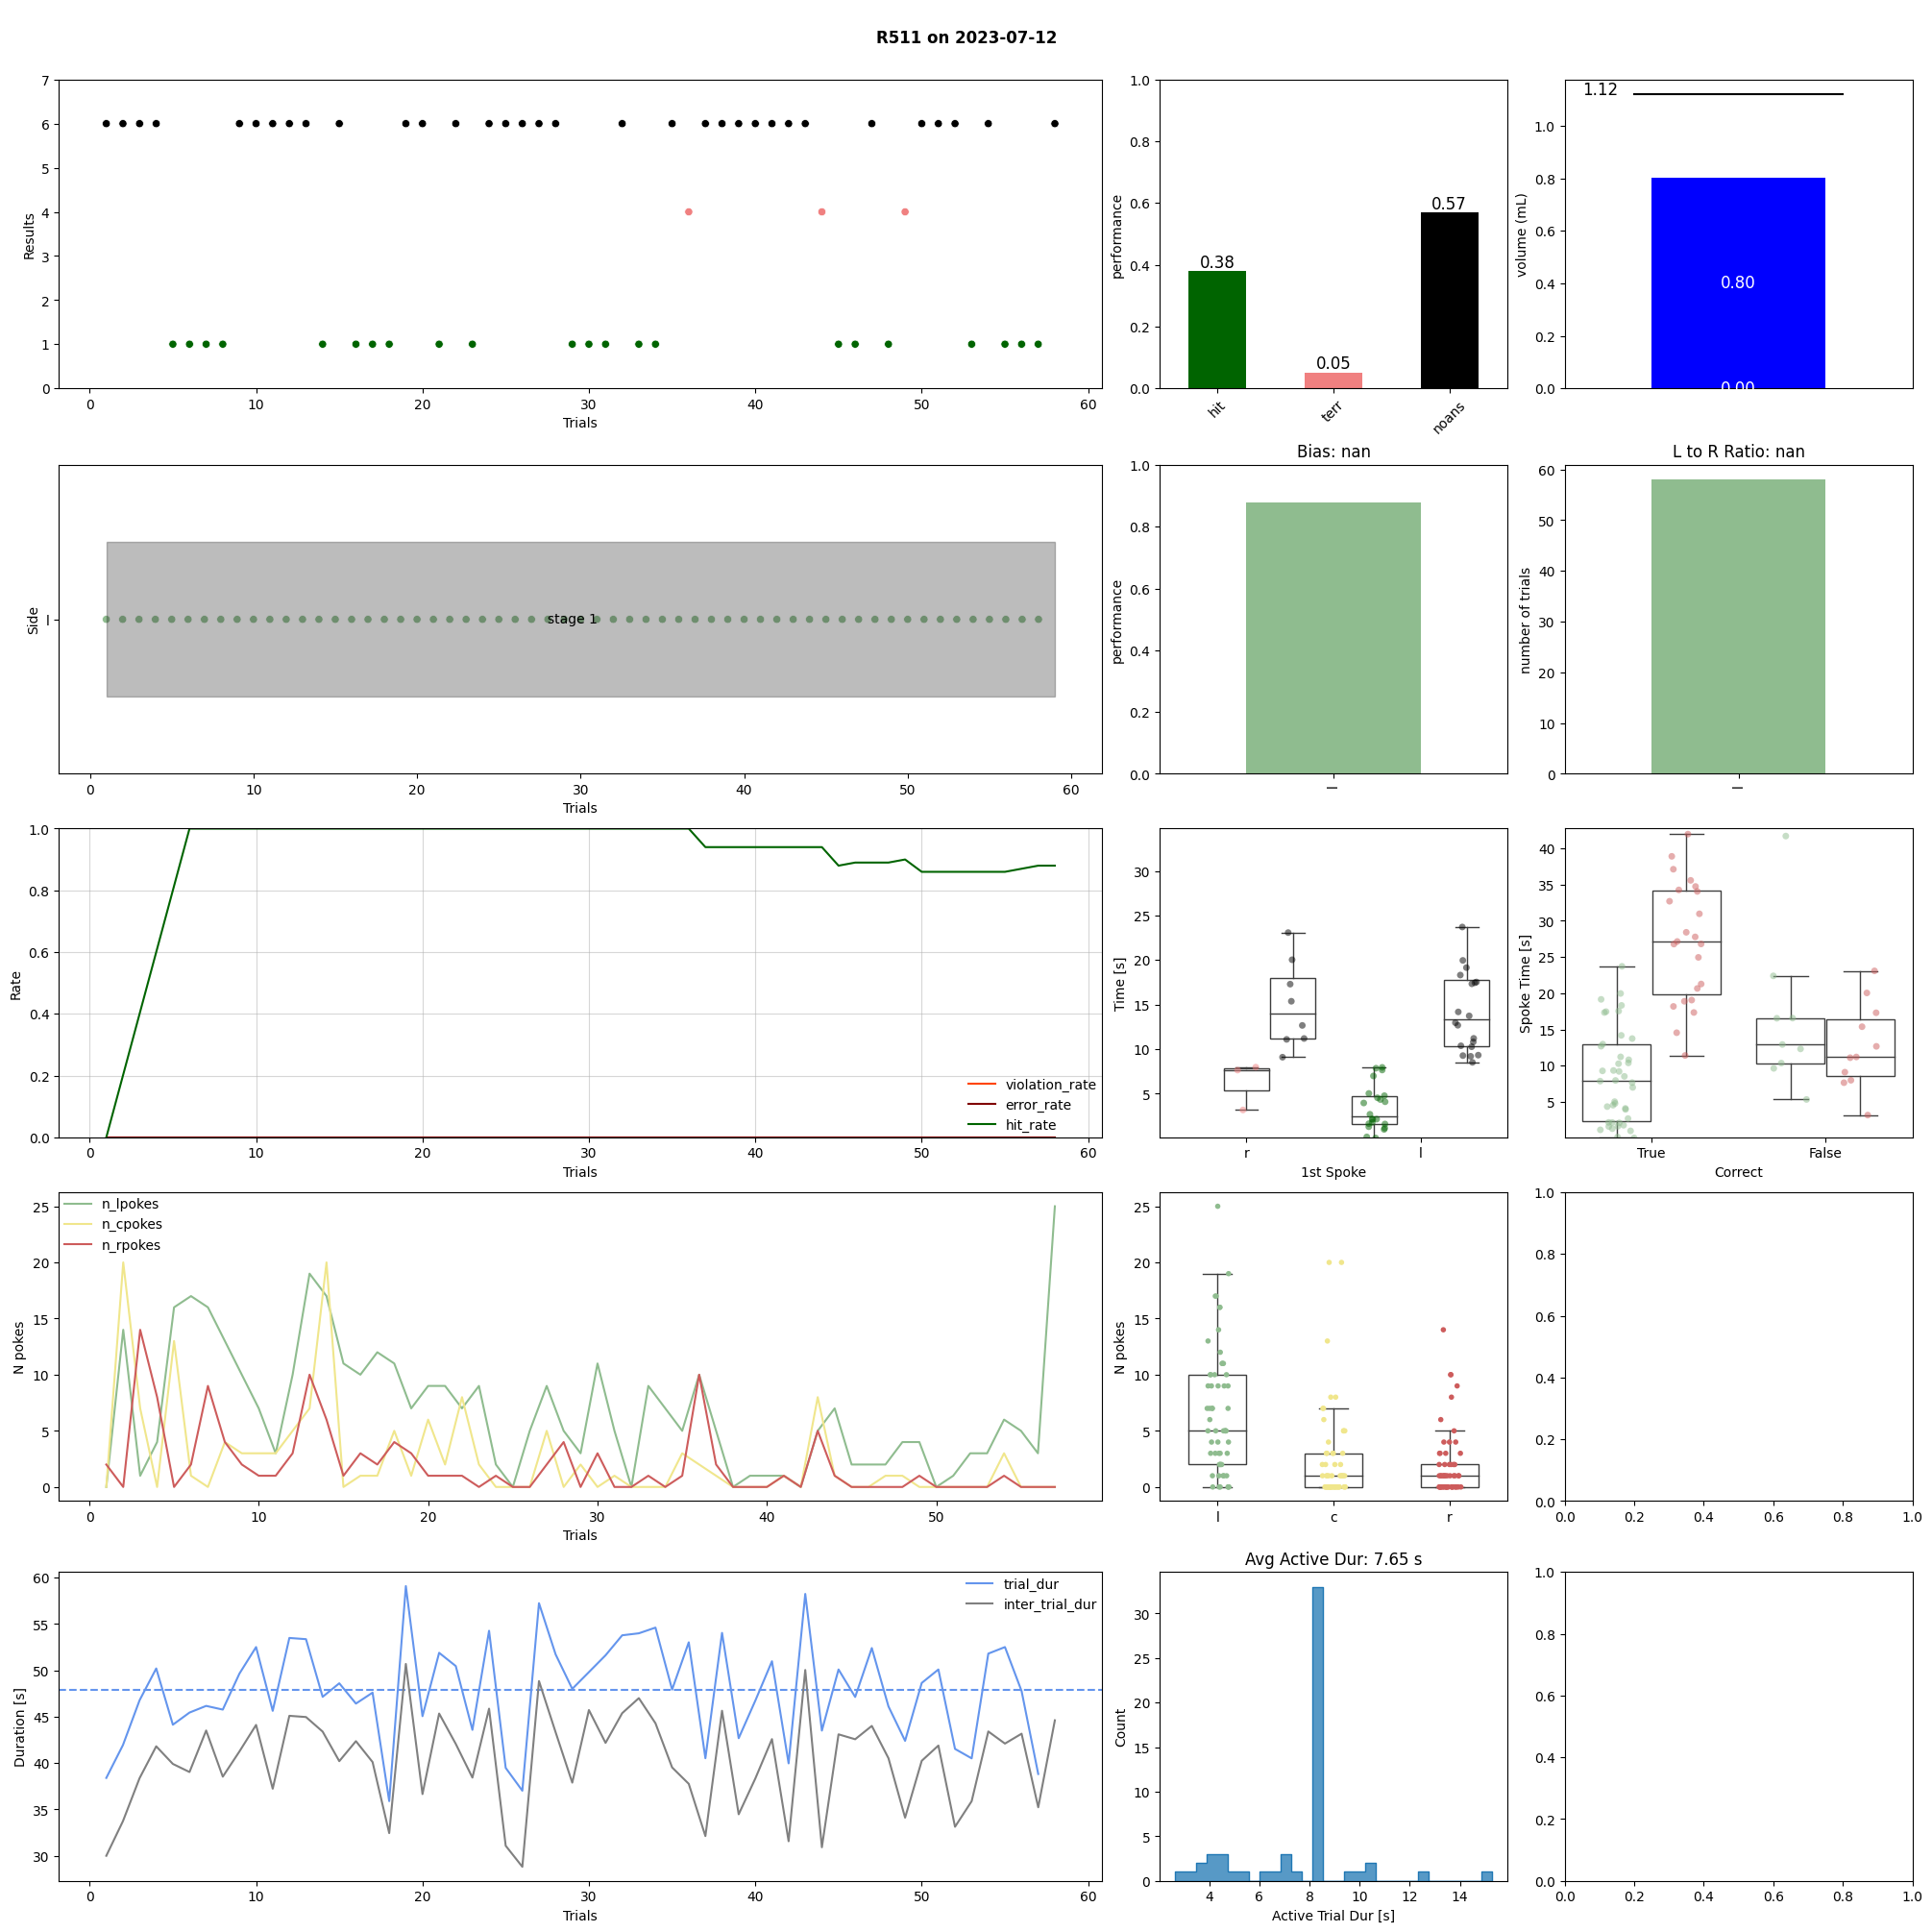 R511 on 2023-07-12
7
6
5
4
3
2
1
0
Results
0 10 20 30 40 50 60
Trials
1.0
0.8
0.6
0.4
0.2
0.0
performance
0.38
0.05
0.57
hit terr noans
1.12
1.0
0.8
0.6
0.4
0.2
0.0
volume (mL)
0.80
0.00
Side
l
stage 1
0 10 20 30 40 50 60
Trials
Bias: nan
1.0
0.8
0.6
0.4
0.2
0.0
performance
l
L to R Ratio: nan
60
50
40
30
20
10
0
number of trials
l
1.0
0.8
0.6
0.4
0.2
0.0
Rate
violation_rate
error_rate
hit_rate
0 10 20 30 40 50 60
Trials
30
25
20
15
10
5
Time [s]
r l
1st Spoke
40
35
30
25
20
15
10
5
Spoke Time [s]
True False
Correct
n_lpokes
n_cpokes
n_rpokes
25
20
15
10
5
0
N pokes
0 10 20 30 40 50
Trials
25
20
15
10
5
0
N pokes
l c r
1.0
0.8
0.6
0.4
0.2
0.0
0.0 0.2 0.4 0.6 0.8 1.0
60
55
50
45
40
35
30
Duration [s]
trial_dur
inter_trial_dur
0 10 20 30 40 50 60
Trials
Avg Active Dur: 7.65 s
30
25
20
15
10
5
0
Count
4 6 8 10 12 14
Active Trial Dur [s]
1.0
0.8
0.6
0.4
0.2
0.0
0.0 0.2 0.4 0.6 0.8 1.0